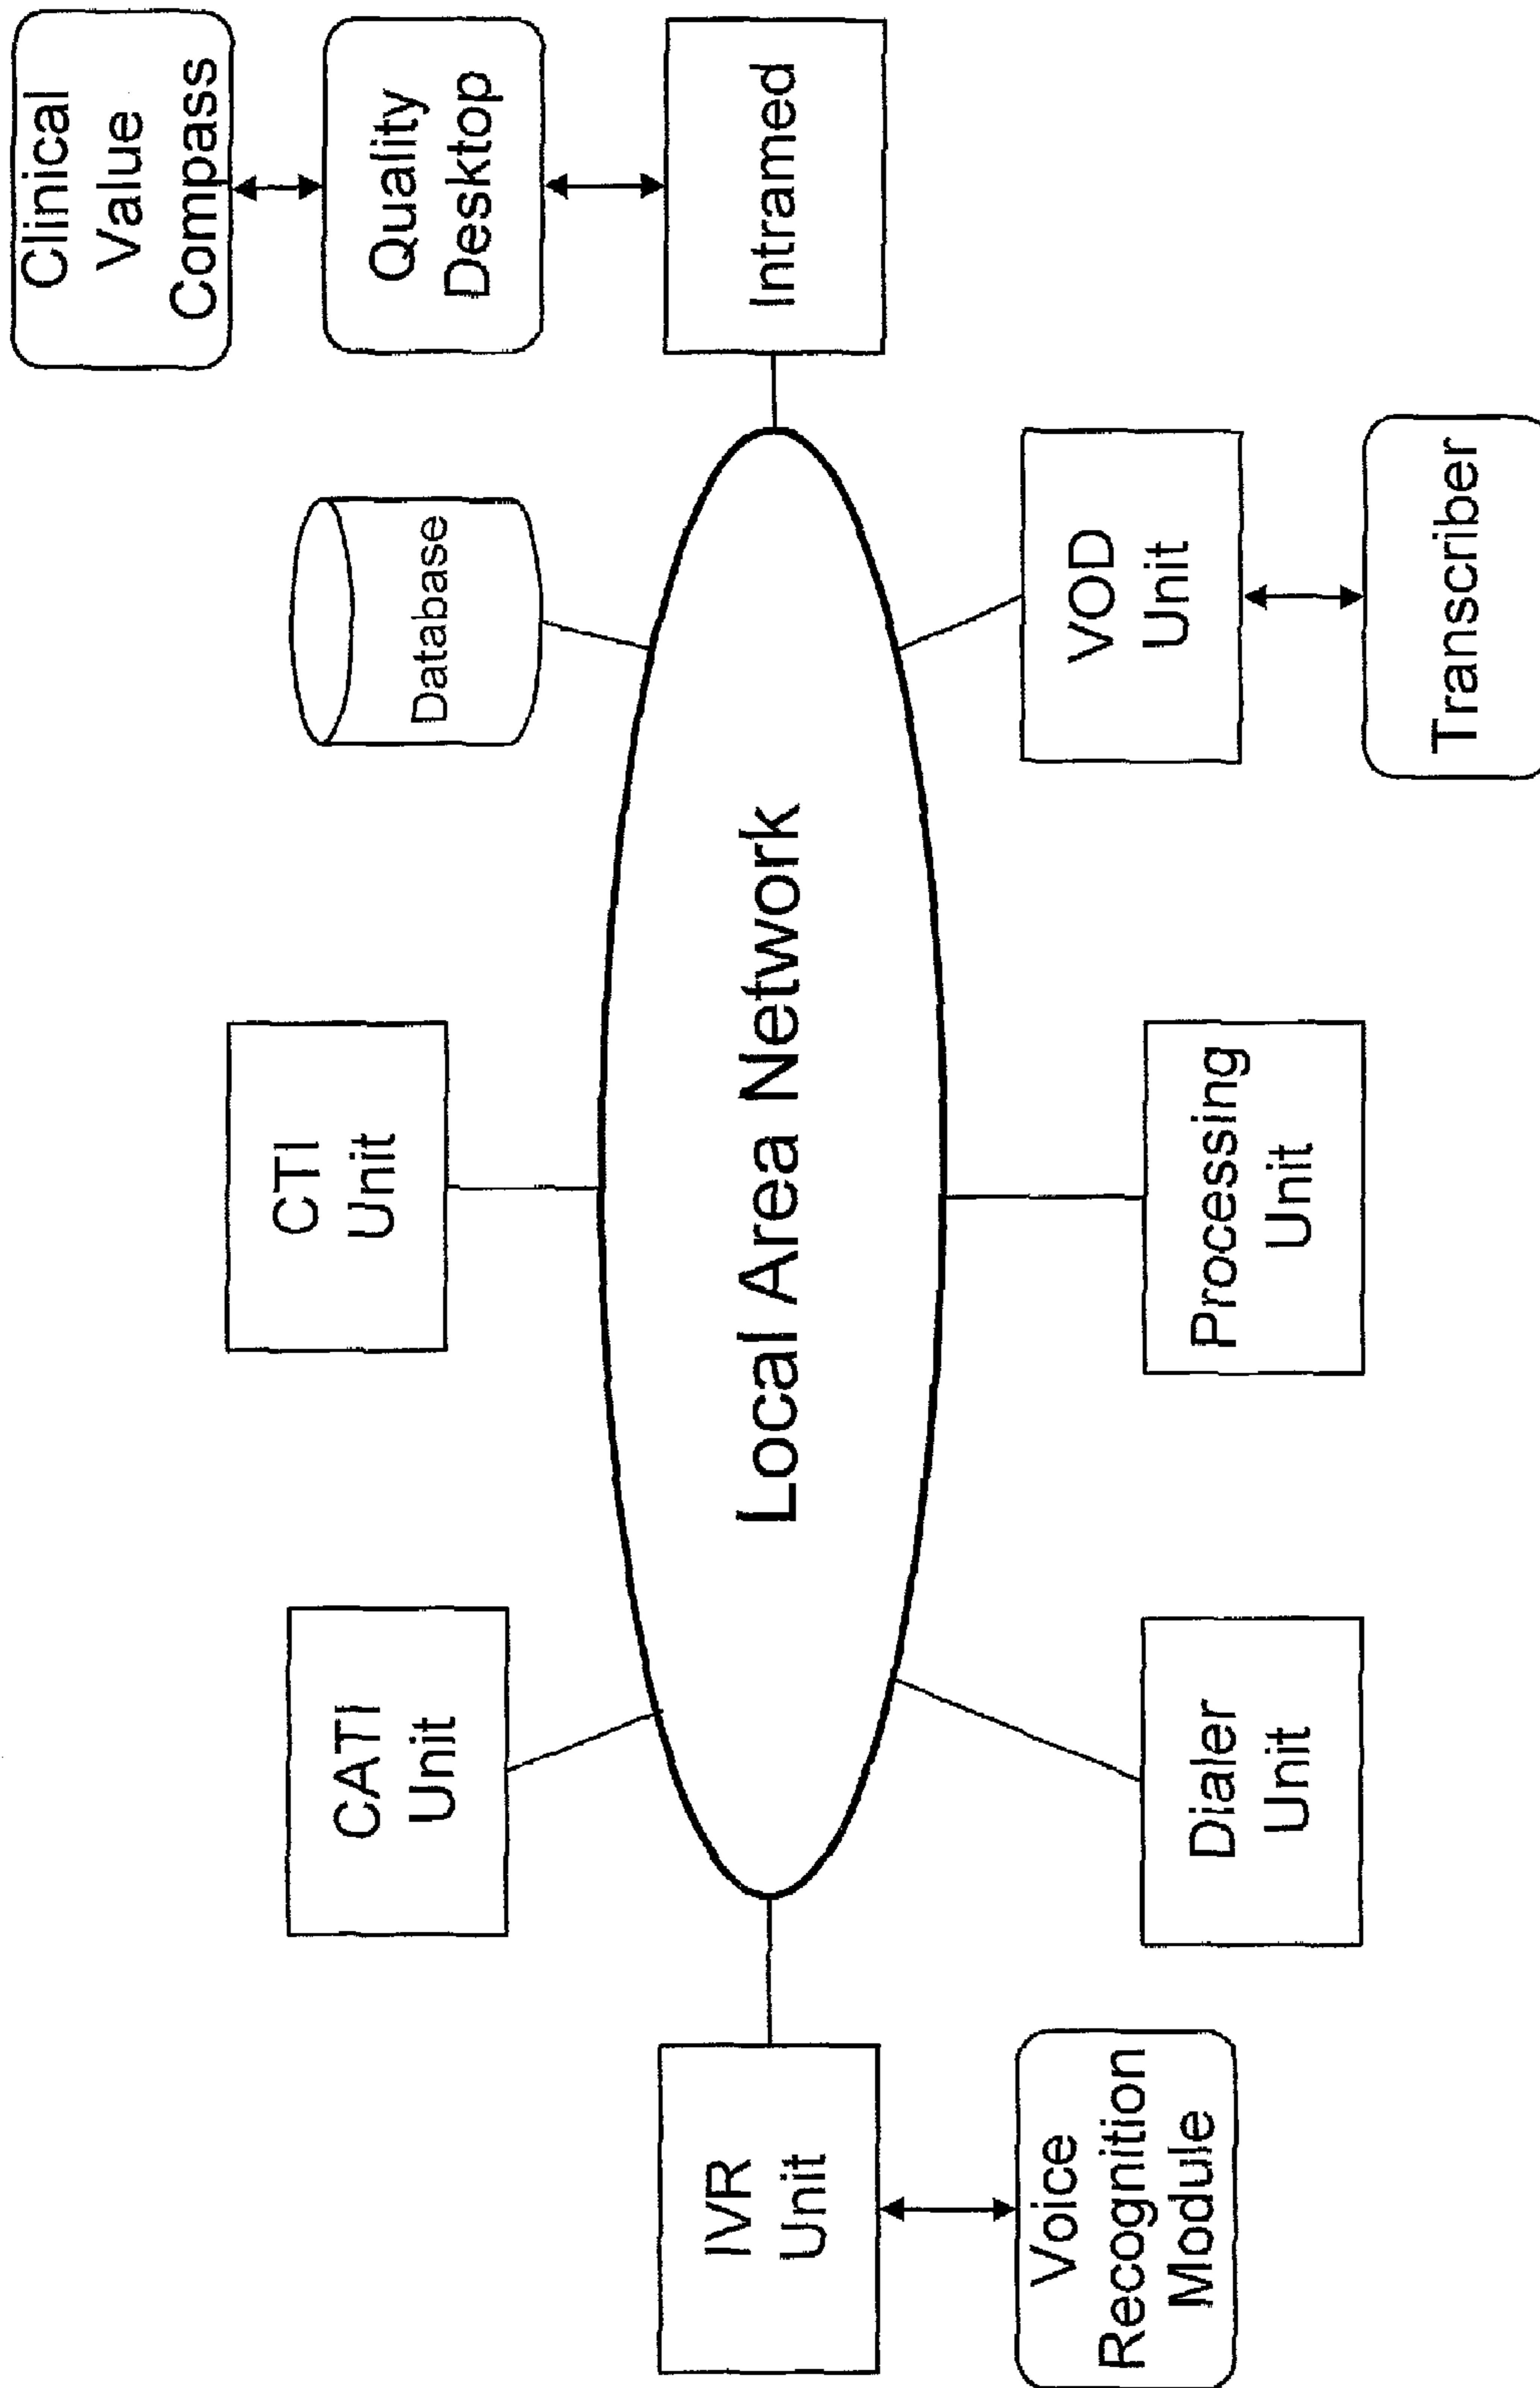 Clinical
Value
Compass
Quality
Desktop
Intramed
Database
VOD
Unit
Transcriber
CTI
Unit
Local Area Network
Processing
Unit
CATI
Unit
Dialer
Unit
IVR
Unit
Voice
Recognition
Module